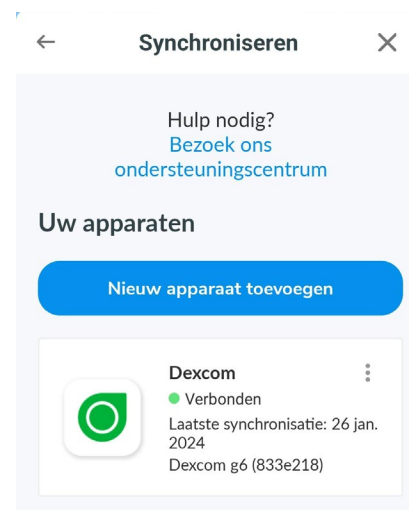 Synchroniseren
Hulp nodig?
Bezoek ons
ondersteuningscentrum
Uw apparaten
Nieuw apparaat toevoegen
Dexcom
Verbonden
Laatste synchronisatie: 26 jan.
2024
Dexcom g6 (833e218)